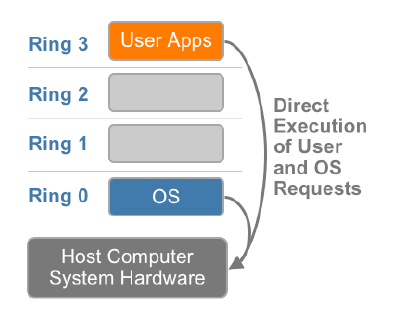 Ring 3
User Apps
Ring 2
Ring 1
Ring 0
OS
Direct
Execution
of User
and OS
Requests
Host Computer
System Hardware